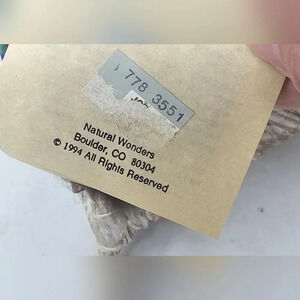 778 3551
Natural Wonders
Boulder, CO 80304
© 1994 All Rights Reserved